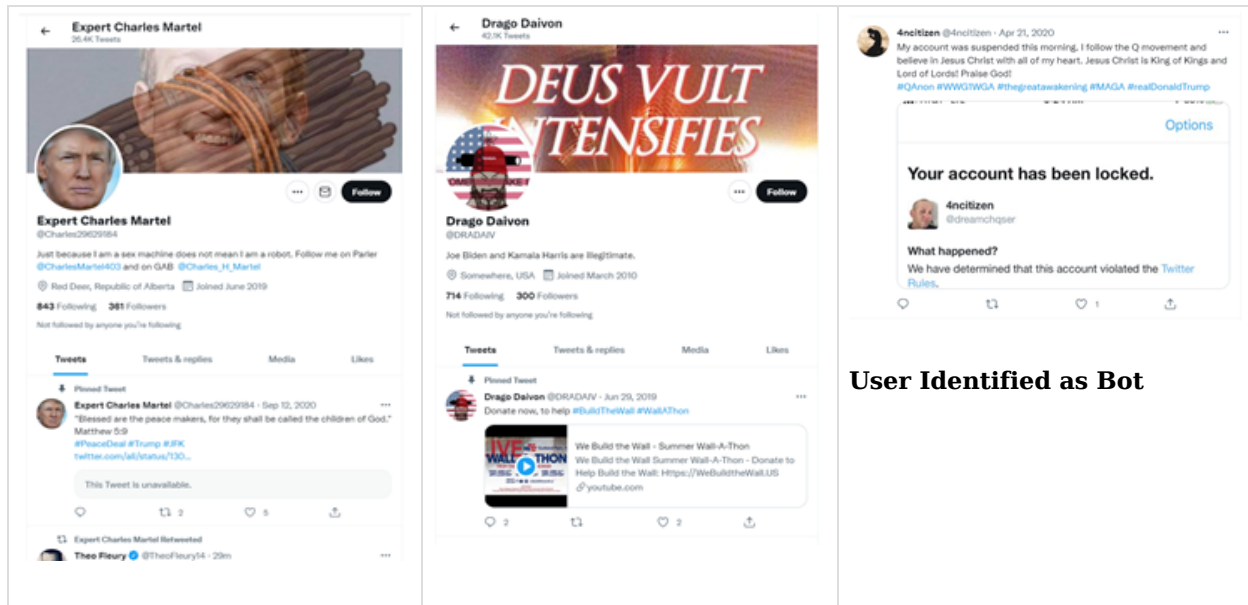 Expert Charles Martel
26.4K Tweets
Follow
Expert Charles Martel
@Charles29629184
Just because I am a sex machine does not mean I am a robot. Follow me on Parler
@CharlesMartel403 and on GAB @Charles_H_Martel
Red Deer, Republic of Alberta Joined June 2019
843 Following 361 Followers
Not followed by anyone you're following
Tweets Tweets & replies Media Likes
Pinned Tweet
Expert Charles Martel @Charles29629184 · Sep 12, 2020
"Blessed are the peace makers, for they shall be called the children of God."
Matthew 5:9
#PeaceDeal #Trump #JFK
twitter.com/all/status/130...
This Tweet is unavailable.
2 5
Expert Charles Martel Retweeted
Theo Fleury @TheoFleury14 · 29m
Drago Daivon
42.1K Tweets
DEUS VULT
INTENSIFIES
Follow
Drago Daivon
@DRADAIV
Joe Biden and Kamala Harris are Illegitimate.
Somewhere, USA Joined March 2010
714 Following 300 Followers
Not followed by anyone you're following
Tweets Tweets & replies Media Likes
Pinned Tweet
Drago Daivon @DRADAIV · Jun 29, 2019
Donate now, to help #BuildTheWall #WallAThon
We Build the Wall - Summer Wall-A-Thon
We Build the Wall Summer Wall-A-Thon - Donate to
Help Build the Wall: Https://WeBuildtheWall.US
youtube.com
2 2
4ncitizen @4ncitizen · Apr 21, 2020
My account was suspended this morning, I follow the Q movement and
believe in Jesus Christ with all of my heart. Jesus Christ is King of Kings and
Lord of Lords! Praise God!
#QAnon #WWG1WGA #thegreatawakening #MAGA #realDonaldTrump
Options
Your account has been locked.
4ncitizen
@dreamchqser
What happened?
We have determined that this account violated the Twitter
Rules.
1
User Identified as Bot